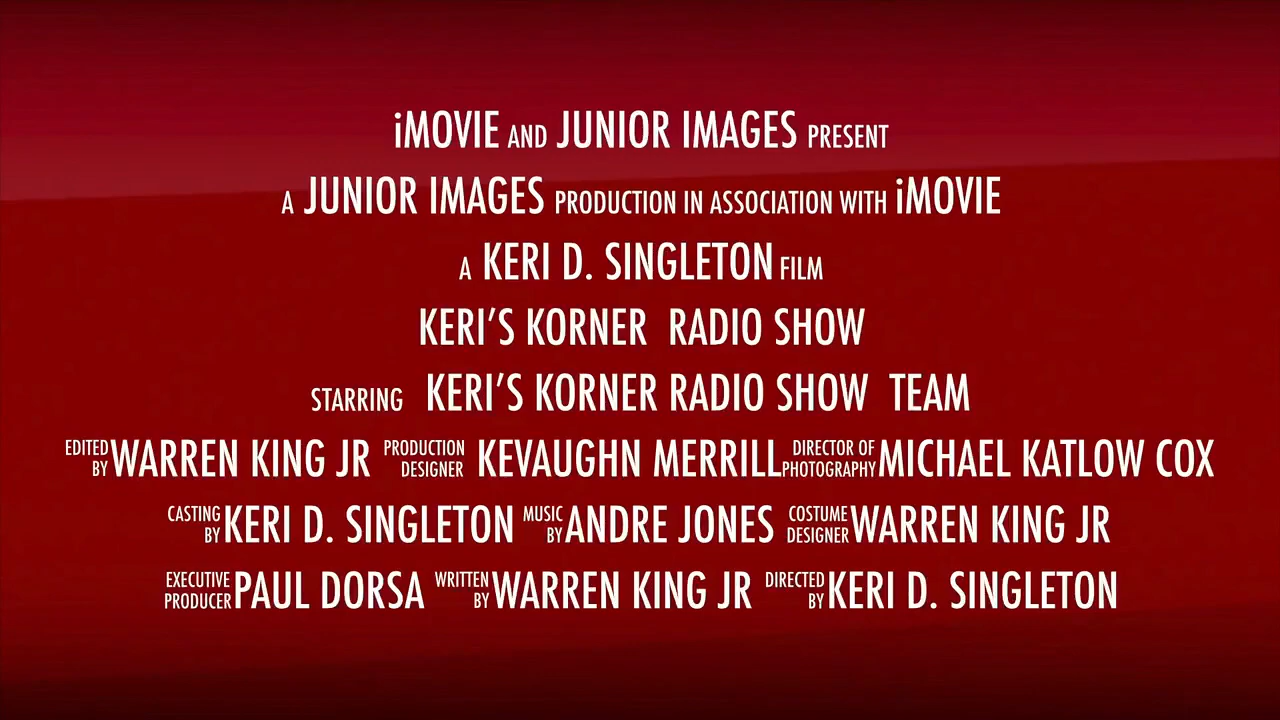 iMOVIE AND JUNIOR IMAGES PRESENT
A JUNIOR IMAGES PRODUCTION IN ASSOCIATION WITH iMOVIE
A KERI D. SINGLETON FILM
KERI'S KORNER RADIO SHOW
STARRING KERI'S KORNER RADIO SHOW TEAM
EDITED BY WARREN KING JR PRODUCTION DESIGNER KEVAUGHN MERRILL DIRECTOR OF PHOTOGRAPHY MICHAEL KATLOW COX
CASTING BY KERI D. SINGLETON MUSIC BY ANDRE JONES COSTUME DESIGNER WARREN KING JR
EXECUTIVE PRODUCER PAUL DORSA WRITTEN BY WARREN KING JR DIRECTED BY KERI D. SINGLETON